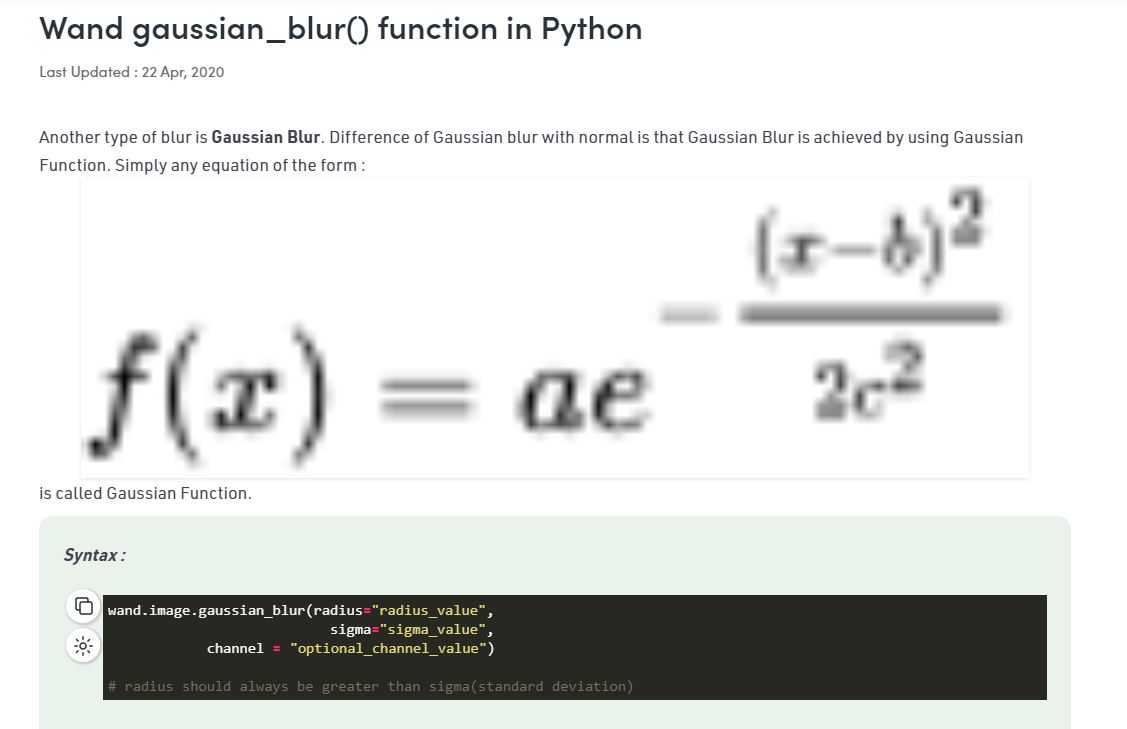 Wand gaussian_blur() function in Python
Last Updated : 22 Apr, 2020
Another type of blur is Gaussian Blur. Difference of Gaussian blur with normal is that Gaussian Blur is achieved by using Gaussian
Function. Simply any equation of the form :
f(x) = ae^{-\frac{(x-b)^2}{2c^2}}
is called Gaussian Function.
Syntax :
wand.image.gaussian_blur(radius="radius_value",
sigma="sigma_value",
channel = "optional_channel_value")
# radius should always be greater than sigma(standard deviation)